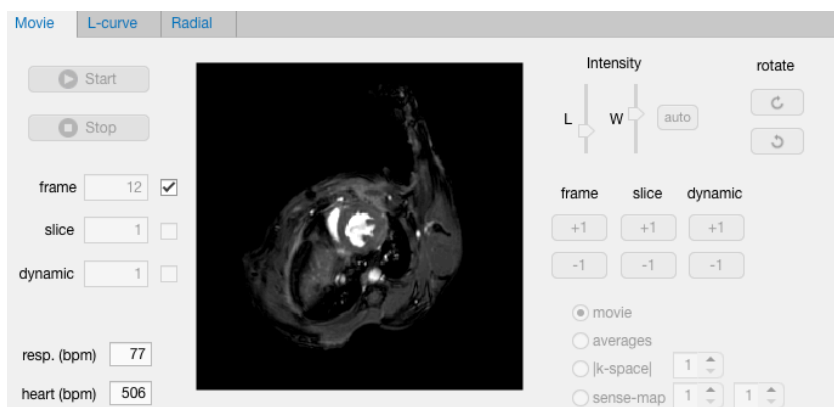 Movie L-curve Radial
Intensity rotate
Start
L W auto
Stop
frame 12
frame slice dynamic
slice 1
+1 +1 +1
dynamic 1
-1 -1 -1
movie
averages
resp. (bpm) 77
|k-space| 1
heart (bpm) 506
sense-map 1 1